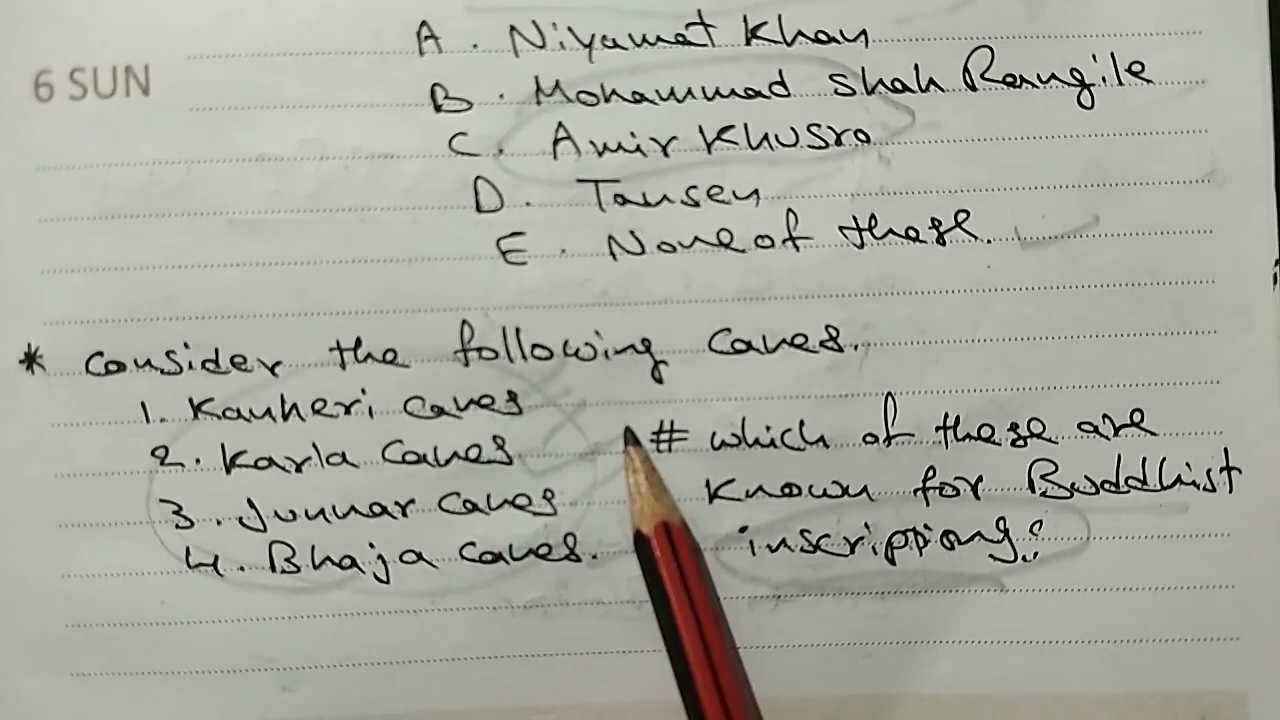 A. Niyamat Khan
6 SUN
B. Mohammad Shah Rangile
C. Amir Khusro
D. Tansen
E. None of these.
* Consider the following caves.
1. Kanheri caves
2. Karla caves
3. Junnar caves
4. Bhaja caves.
# which of these are
known for Buddhist
inscripptiong?